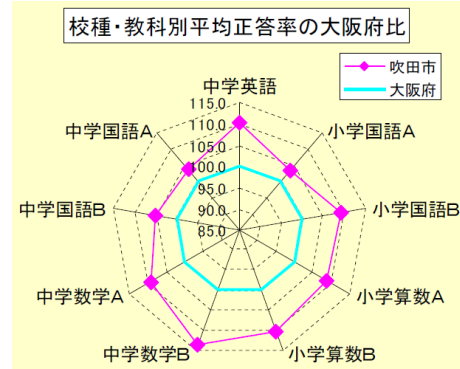 校種・教科別平均正答率の大阪府比
吹田市
大阪府
中学英語
115.0
110.0
105.0
100.0
95.0
90.0
85.0
小学国語A
小学国語B
小学算数A
小学算数B
中学数学B
中学数学A
中学国語B
中学国語A